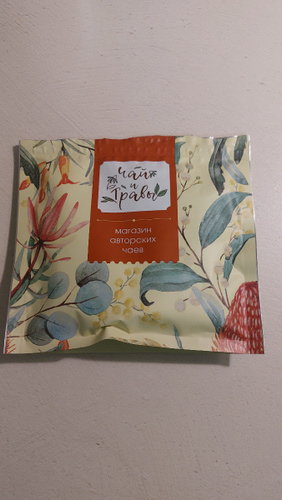 Чай
и
Травы
магазин
авторских
чаев